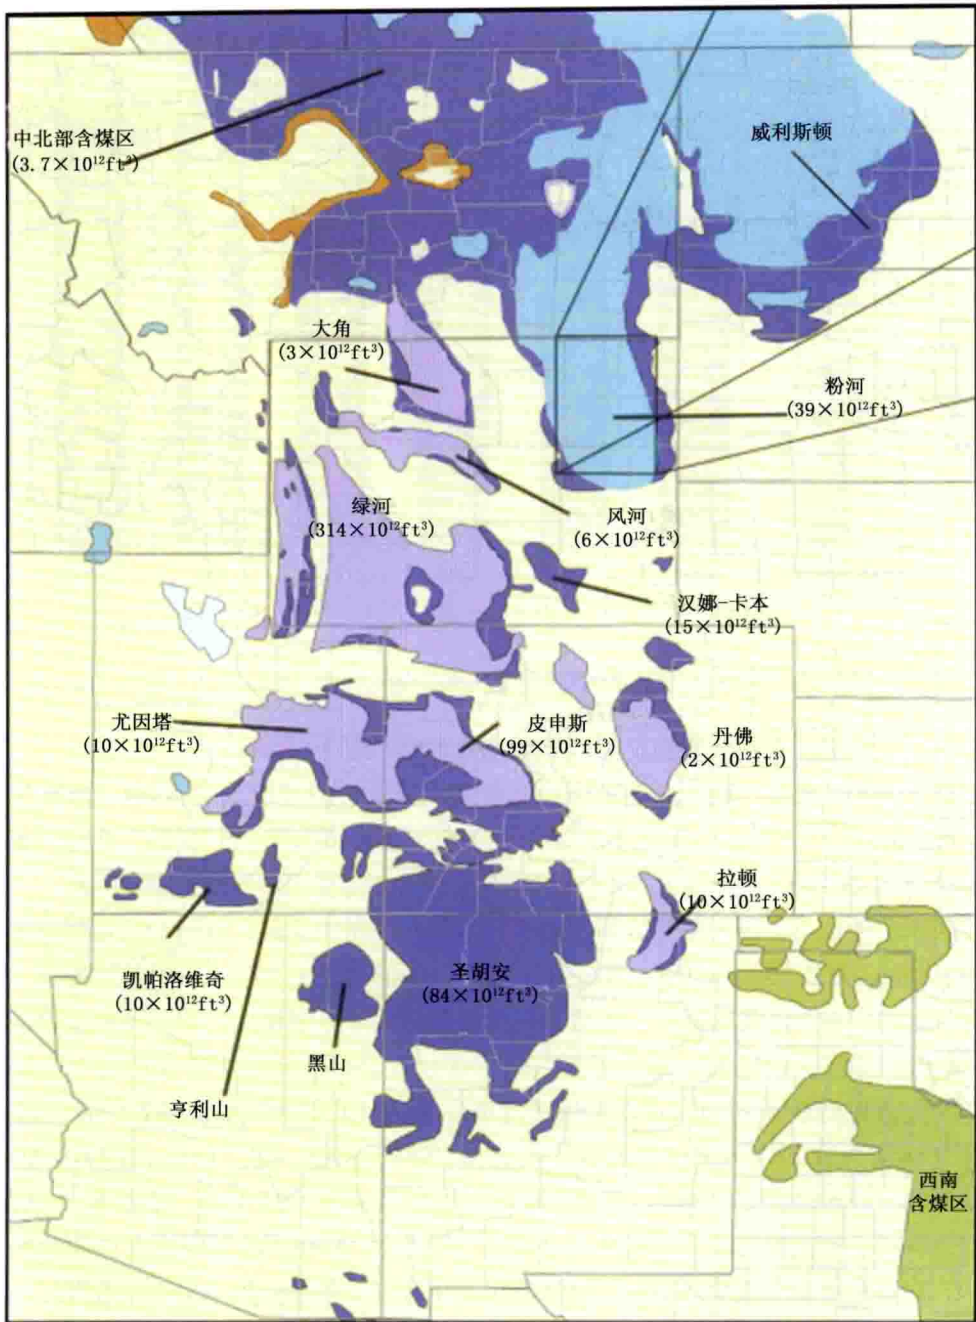 中北部含煤区
(3.7×10¹²ft³)
威利斯顿
大角
(3×10¹²ft³)
粉河
(39×10¹²ft³)
绿河
(314×10¹²ft³)
风河
(6×10¹²ft³)
汉娜-卡本
(15×10¹²ft³)
尤因塔
(10×10¹²ft³)
皮申斯
(99×10¹²ft³)
丹佛
(2×10¹²ft³)
拉顿
(10×10¹²ft³)
凯帕洛维奇
(10×10¹²ft³)
圣胡安
(84×10¹²ft³)
黑山
亨利山
西南
含煤区